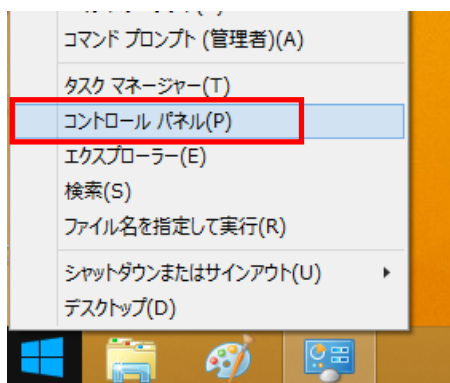 コマンド プロンプト (管理者)(A)
タスク マネージャー(T)
コントロール パネル(P)
エクスプローラー(E)
検索(S)
ファイル名を指定して実行(R)
シャットダウンまたはサインアウト(U)
デスクトップ(D)